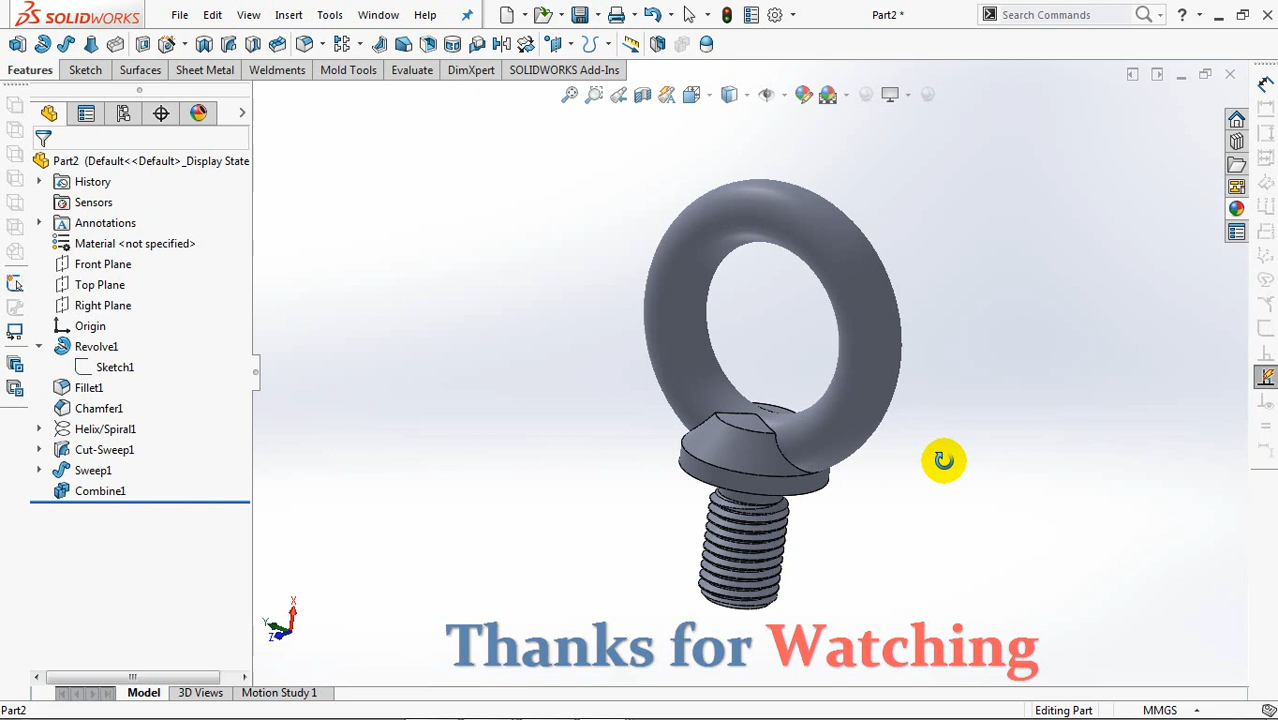 SOLIDWORKS
File Edit View Insert Tools Window Help
Part2 *
Search Commands
?
Features Sketch Surfaces Sheet Metal Weldments Mold Tools Evaluate DimXpert SOLIDWORKS Add-Ins
Part2 (Default<<Default>_Display State
History
Sensors
A Annotations
Material <not specified>
Front Plane
Top Plane
Right Plane
Origin
Revolve1
Sketch1
Fillet1
Chamfer1
Helix/Spiral1
Cut-Sweep1
Sweep1
Combine1
X
Y
Z
Thanks for Watching
Model 3D Views Motion Study 1
Part2 Editing Part MMGS